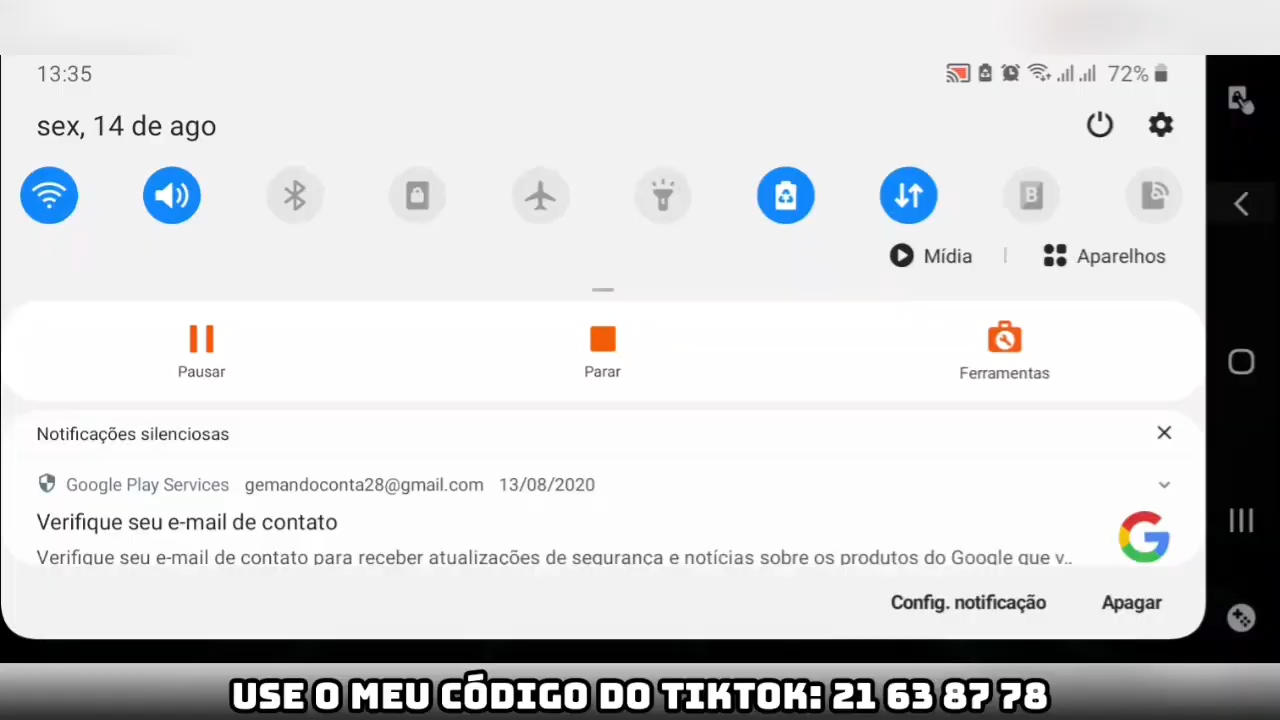 13:35
72%
sex, 14 de ago
B
Mídia
Aparelhos
Pausar
Parar
Ferramentas
Notificações silenciosas
Google Play Services gemandoconta28@gmail.com 13/08/2020
Verifique seu e-mail de contato
Verifique seu e-mail de contato para receber atualizações de segurança e notícias sobre os produtos do Google que v..
Config. notificação
Apagar
USE O MEU CÓDIGO DO TIKTOK: 21 63 87 78